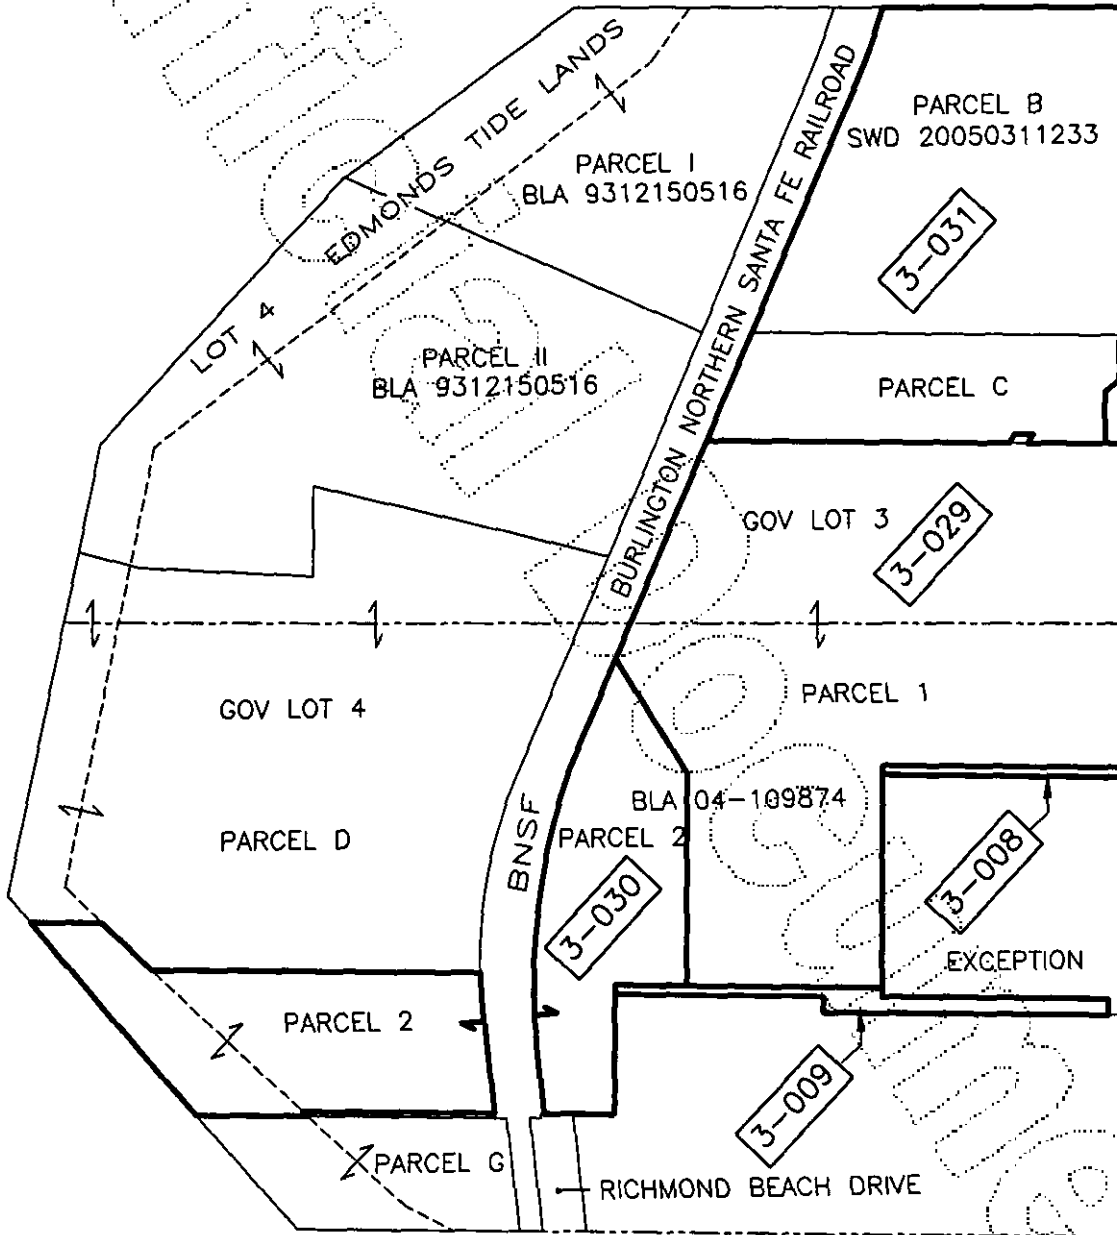 EDMONDS TIDE LANDS
LOT 4
PARCEL I
BLA 9312150516
PARCEL II
BLA 9312150516
BURLINGTON NORTHERN SANTA FE RAILROAD
PARCEL B
SWD 20050311233
3-031
PARCEL C
GOV LOT 3
3-029
GOV LOT 4
PARCEL 1
BLA 04-109874
PARCEL D
BNSF
PARCEL 2
3-030
3-008
EXCEPTION
PARCEL 2
3-009
PARCEL G
RICHMOND BEACH DRIVE